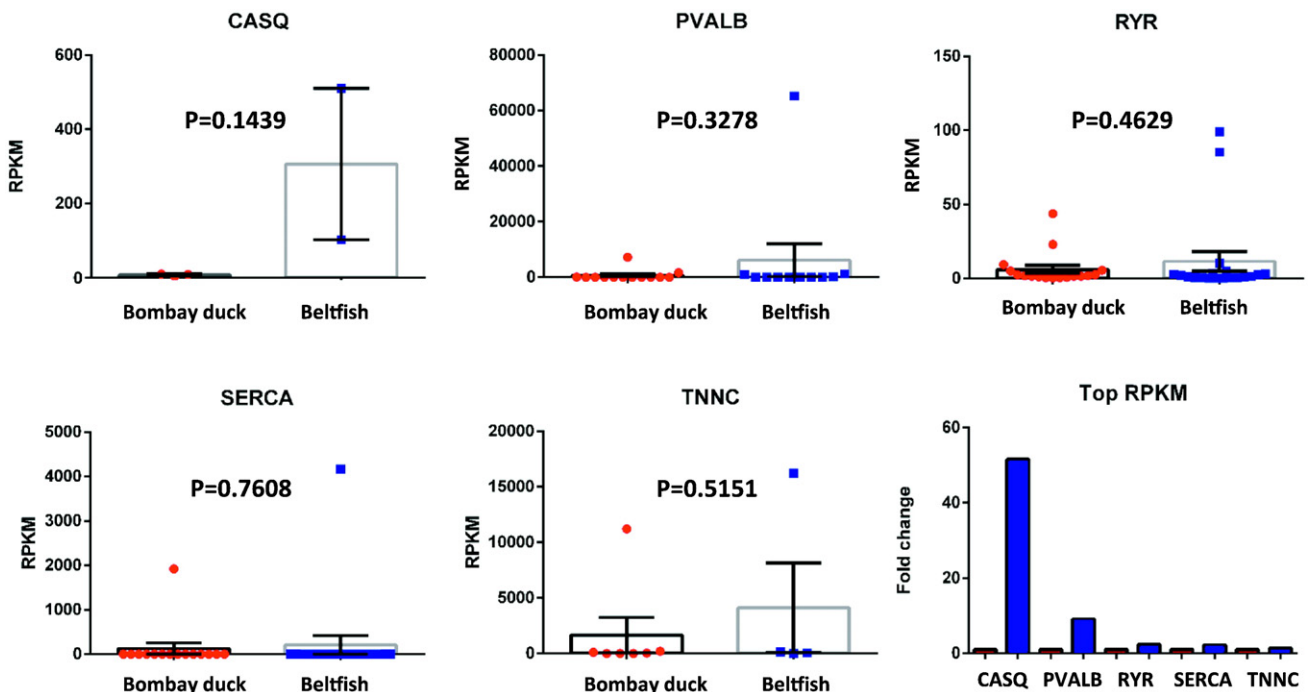 CASQ
PVALB
RYR
600
400
200
0
RPKM
P=0.1439
Bombay duck
Beltfish
80000
60000
40000
20000
0
RPKM
P=0.3278
Bombay duck
Beltfish
150
100
50
0
RPKM
P=0.4629
Bombay duck
Beltfish
SERCA
TNNC
Top RPKM
5000
4000
3000
2000
1000
0
RPKM
P=0.7608
Bombay duck
Beltfish
20000
15000
10000
5000
0
RPKM
P=0.5151
Bombay duck
Beltfish
60
40
20
0
Fold change
CASQ PVALB RYR SERCA TNNC